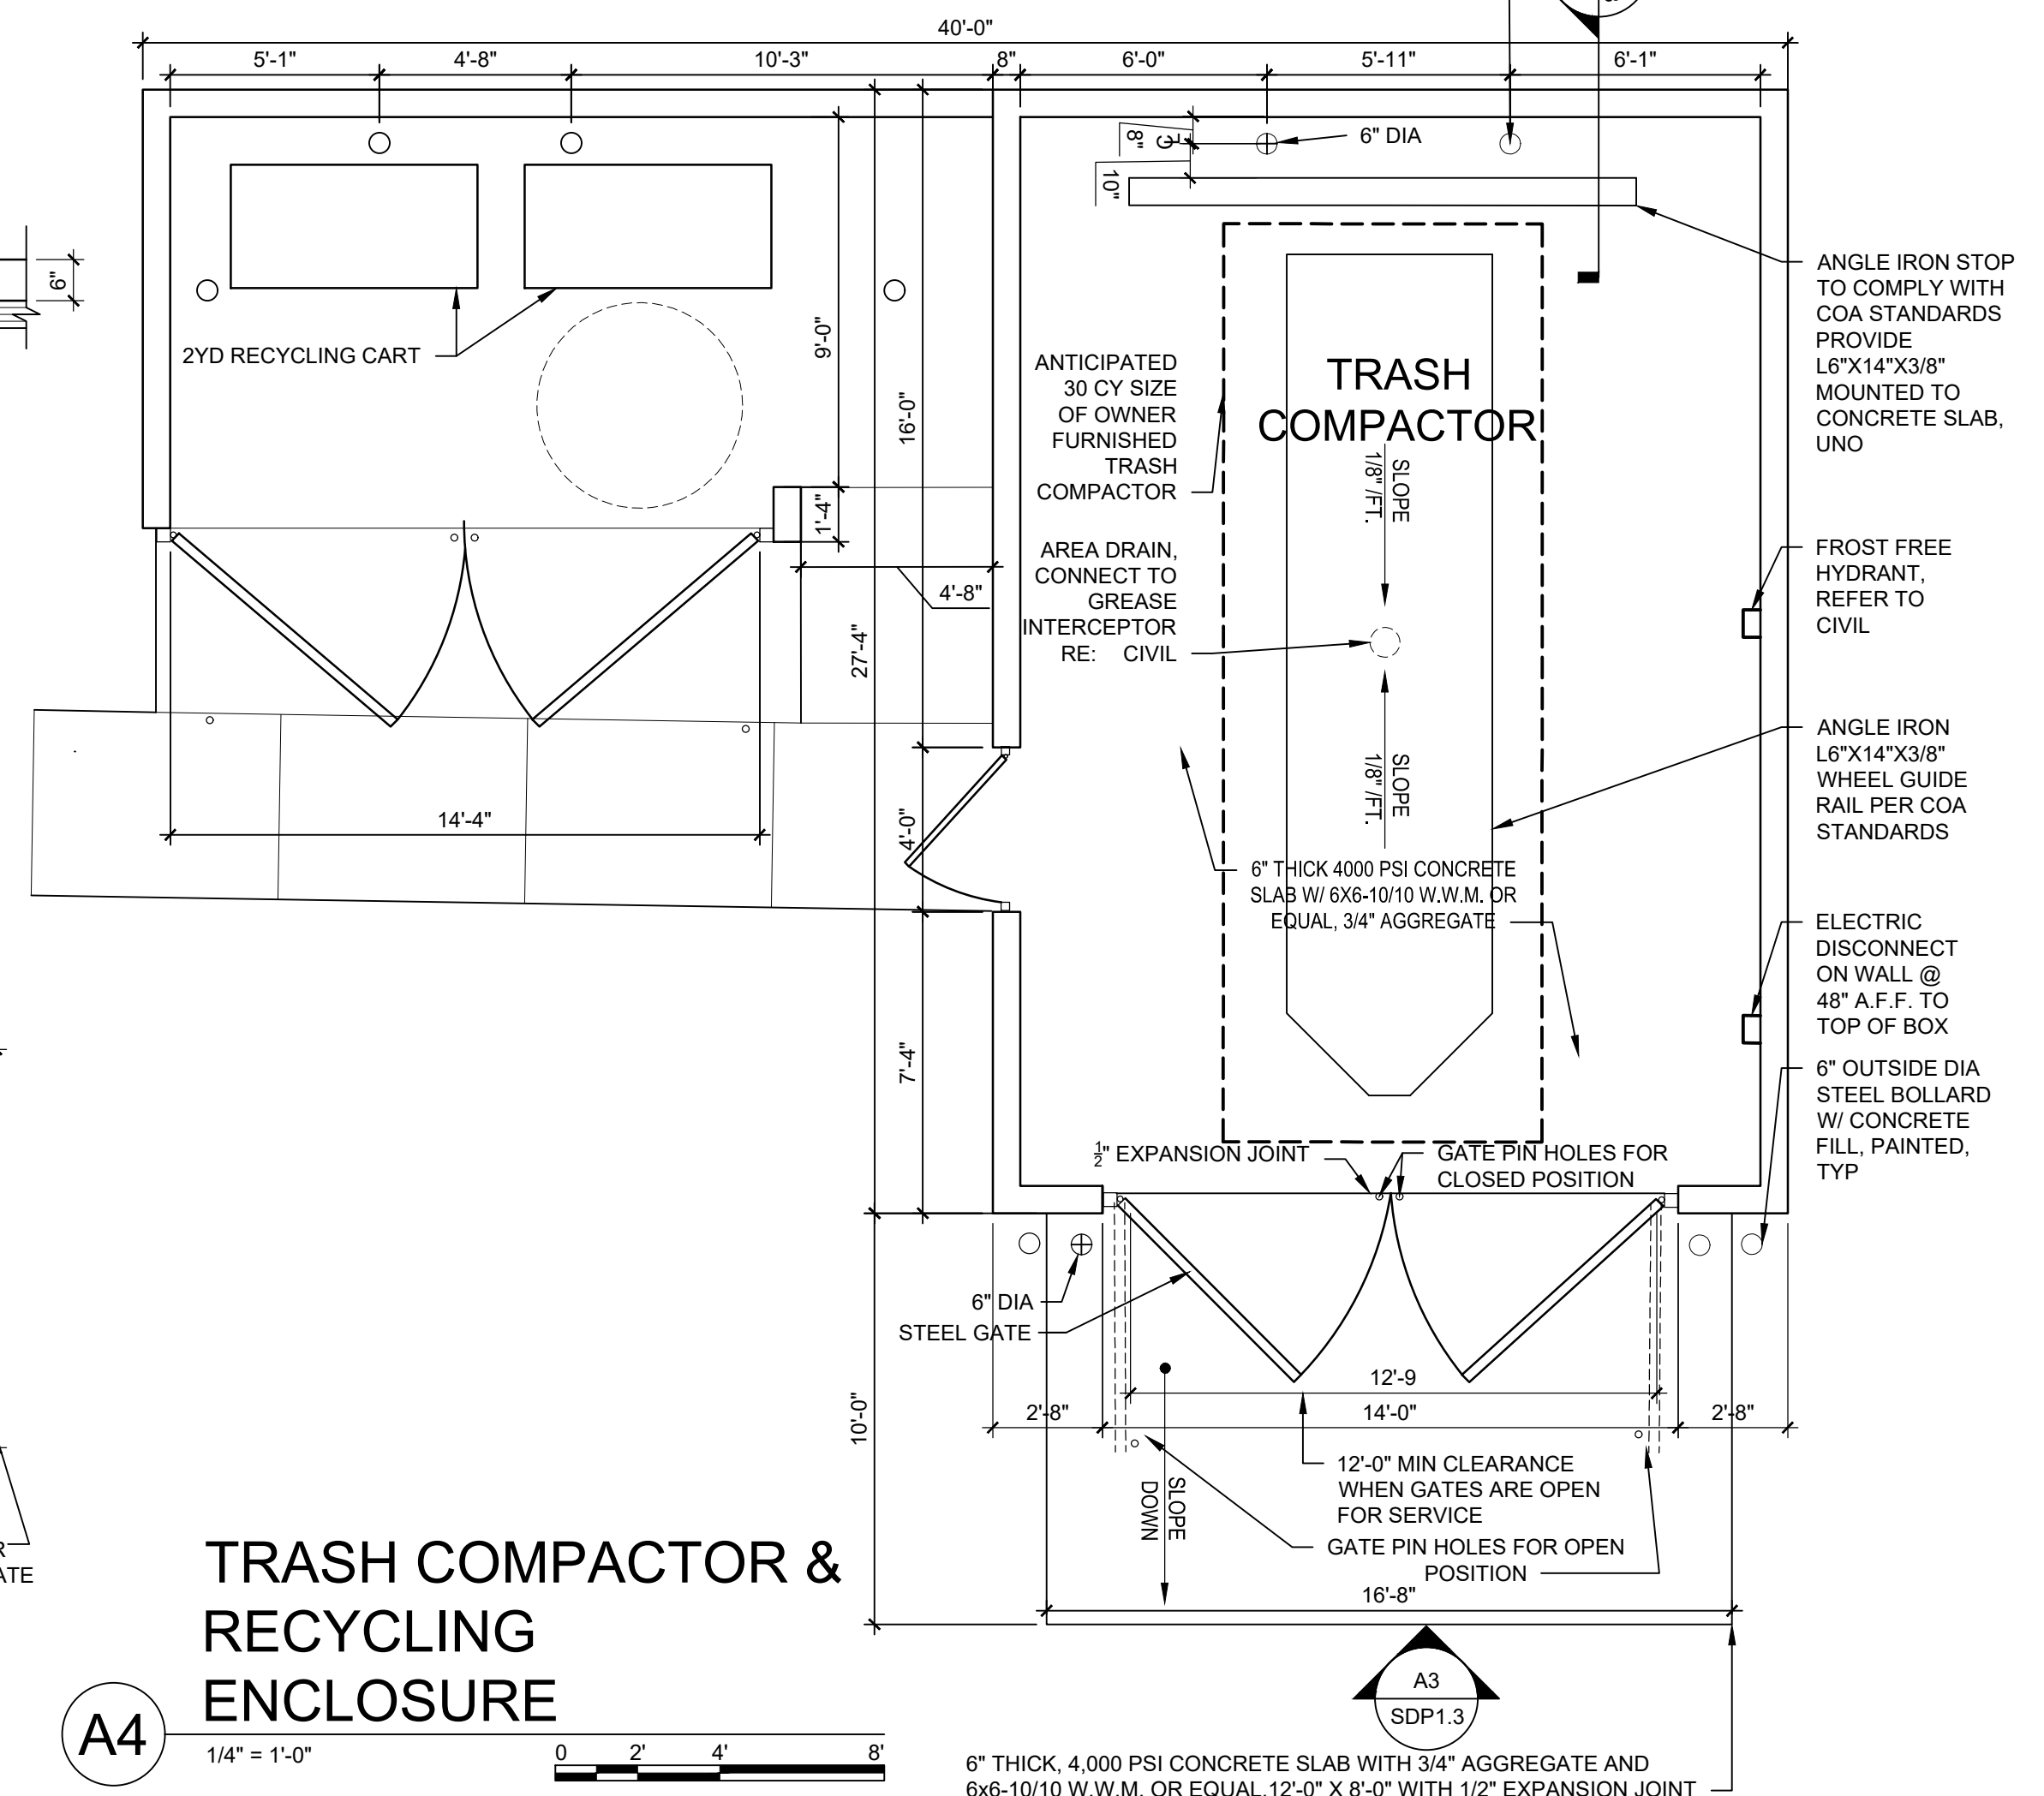 40'-0"
5'-1"
4'-8"
10'-3"
8"
6'-0"
5'-11"
6'-1"
6"
8"
10"
6" DIA
2YD RECYCLING CART
9'-0"
16'-0"
1'-4"
4'-8"
27'-4"
14'-4"
4'-0"
7'-4"
10'-0"
ANTICIPATED
30 CY SIZE
OF OWNER
FURNISHED
TRASH
COMPACTOR
TRASH
COMPACTOR
SLOPE
1/8" /FT.
AREA DRAIN,
CONNECT TO
GREASE
INTERCEPTOR
RE: CIVIL
SLOPE
1/8" /FT.
6" THICK 4000 PSI CONCRETE
SLAB W/ 6X6-10/10 W.W.M. OR
EQUAL, 3/4" AGGREGATE
ANGLE IRON STOP
TO COMPLY WITH
COA STANDARDS
PROVIDE
L6"X14"X3/8"
MOUNTED TO
CONCRETE SLAB,
UNO
FROST FREE
HYDRANT,
REFER TO
CIVIL
ANGLE IRON
L6"X14"X3/8"
WHEEL GUIDE
RAIL PER COA
STANDARDS
ELECTRIC
DISCONNECT
ON WALL @
48" A.F.F. TO
TOP OF BOX
6" OUTSIDE DIA
STEEL BOLLARD
W/ CONCRETE
FILL, PAINTED,
TYP
1/2" EXPANSION JOINT
GATE PIN HOLES FOR
CLOSED POSITION
6" DIA
STEEL GATE
12'-9
2'-8"
14'-0"
2'-8"
12'-0" MIN CLEARANCE
WHEN GATES ARE OPEN
FOR SERVICE
SLOPE
DOWN
GATE PIN HOLES FOR OPEN
POSITION
16'-8"
A3
SDP1.3
TRASH COMPACTOR &
RECYCLING
ENCLOSURE
A4
1/4" = 1'-0"
0 2' 4' 8'
6" THICK, 4,000 PSI CONCRETE SLAB WITH 3/4" AGGREGATE AND
6x6-10/10 W.W.M. OR EQUAL,12'-0" X 8'-0" WITH 1/2" EXPANSION JOINT